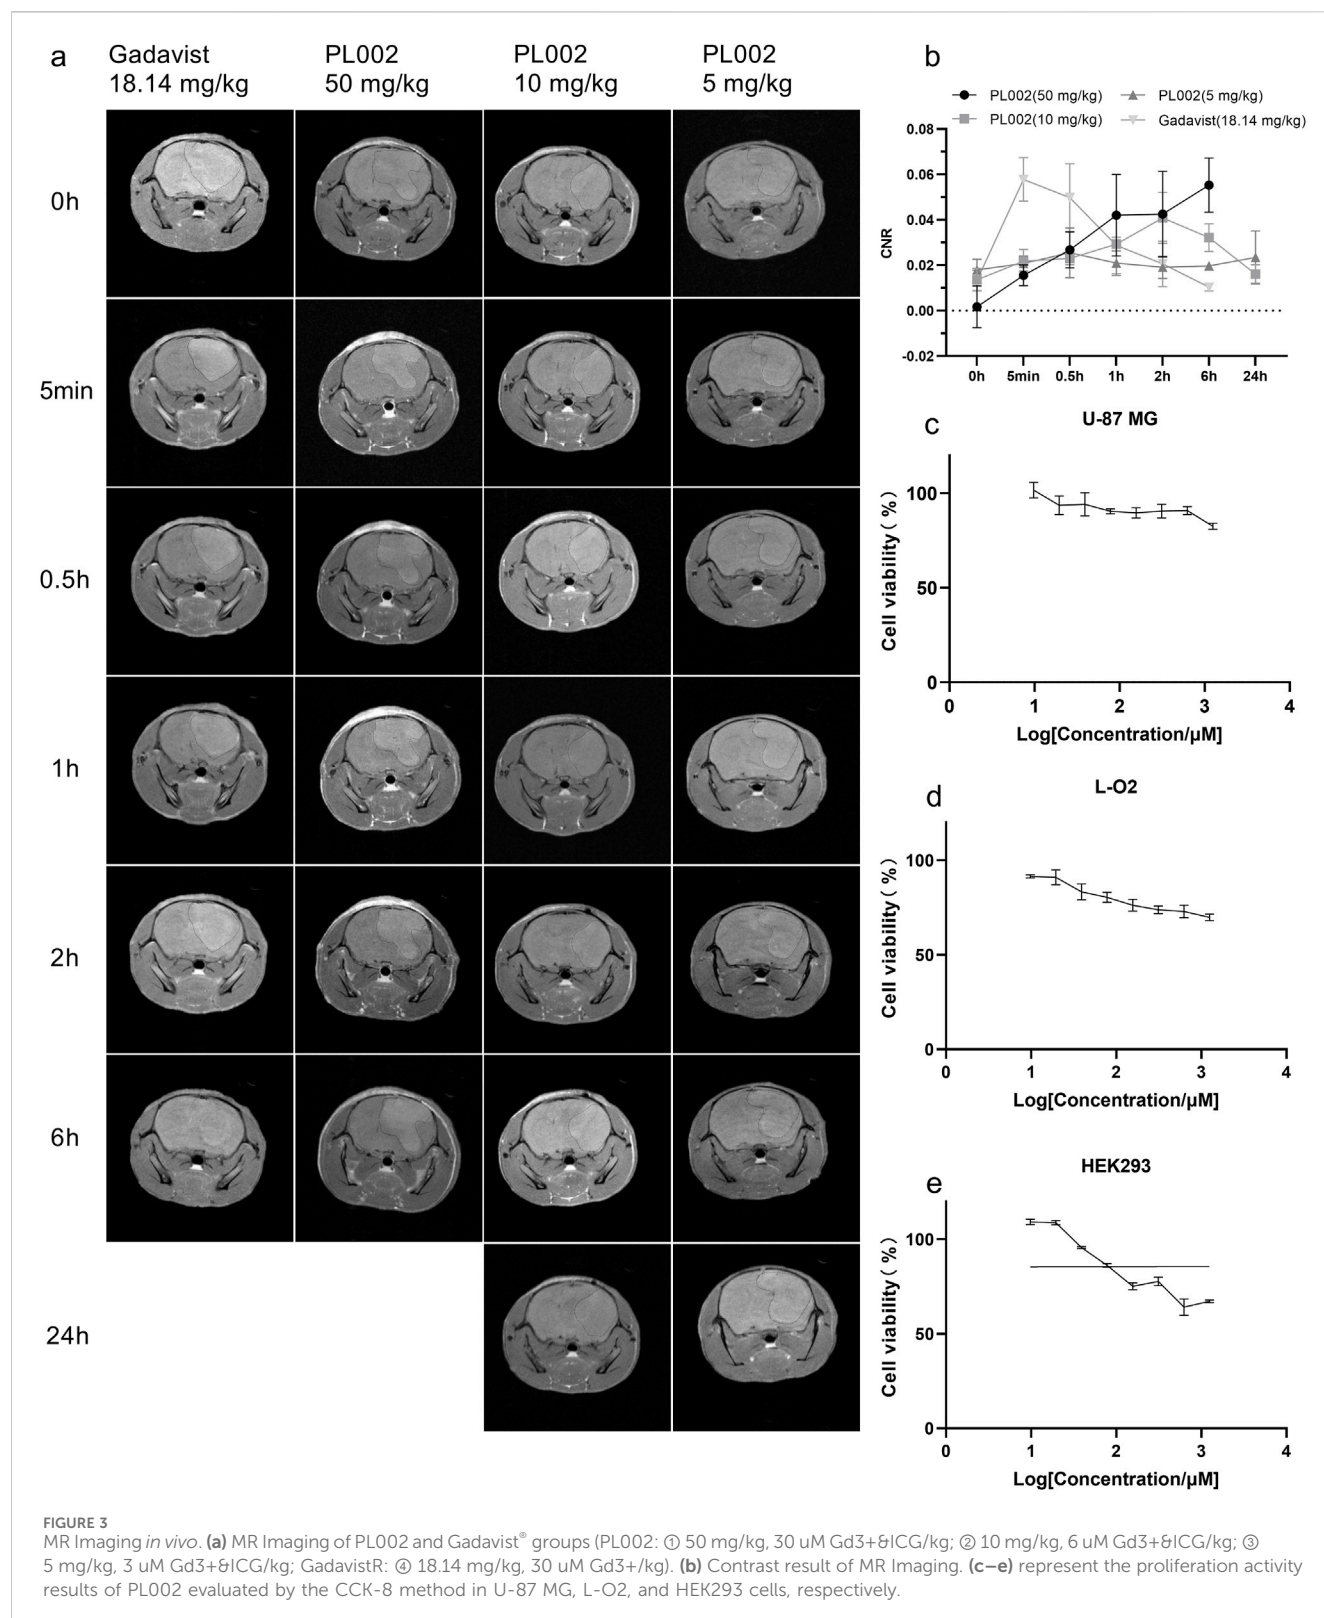 a
Gadavist
18.14 mg/kg
PL002
50 mg/kg
PL002
10 mg/kg
PL002
5 mg/kg
0h
5min
0.5h
1h
2h
6h
24h
b
PL002(50 mg/kg)
PL002(5 mg/kg)
PL002(10 mg/kg)
Gadavist(18.14 mg/kg)
0.08
0.06
0.04
0.02
0.00
-0.02
CNR
0h 5min 0.5h 1h 2h 6h 24h
c
U-87 MG
100
50
0
Cell viability( %)
0 1 2 3 4
Log[Concentration/μM]
d
L-O2
100
50
0
Cell viability( %)
0 1 2 3 4
Log[Concentration/μM]
e
HEK293
100
50
0
Cell viability( %)
0 1 2 3 4
Log[Concentration/μM]
FIGURE 3
MR Imaging in vivo. (a) MR Imaging of PL002 and Gadavist® groups (PL002: ① 50 mg/kg, 30 uM Gd3+&ICG/kg; ② 10 mg/kg, 6 uM Gd3+&ICG/kg; ③
5 mg/kg, 3 uM Gd3+&ICG/kg; GadavistR: ④ 18.14 mg/kg, 30 uM Gd3+/kg). (b) Contrast result of MR Imaging. (c–e) represent the proliferation activity
results of PL002 evaluated by the CCK-8 method in U-87 MG, L-O2, and HEK293 cells, respectively.